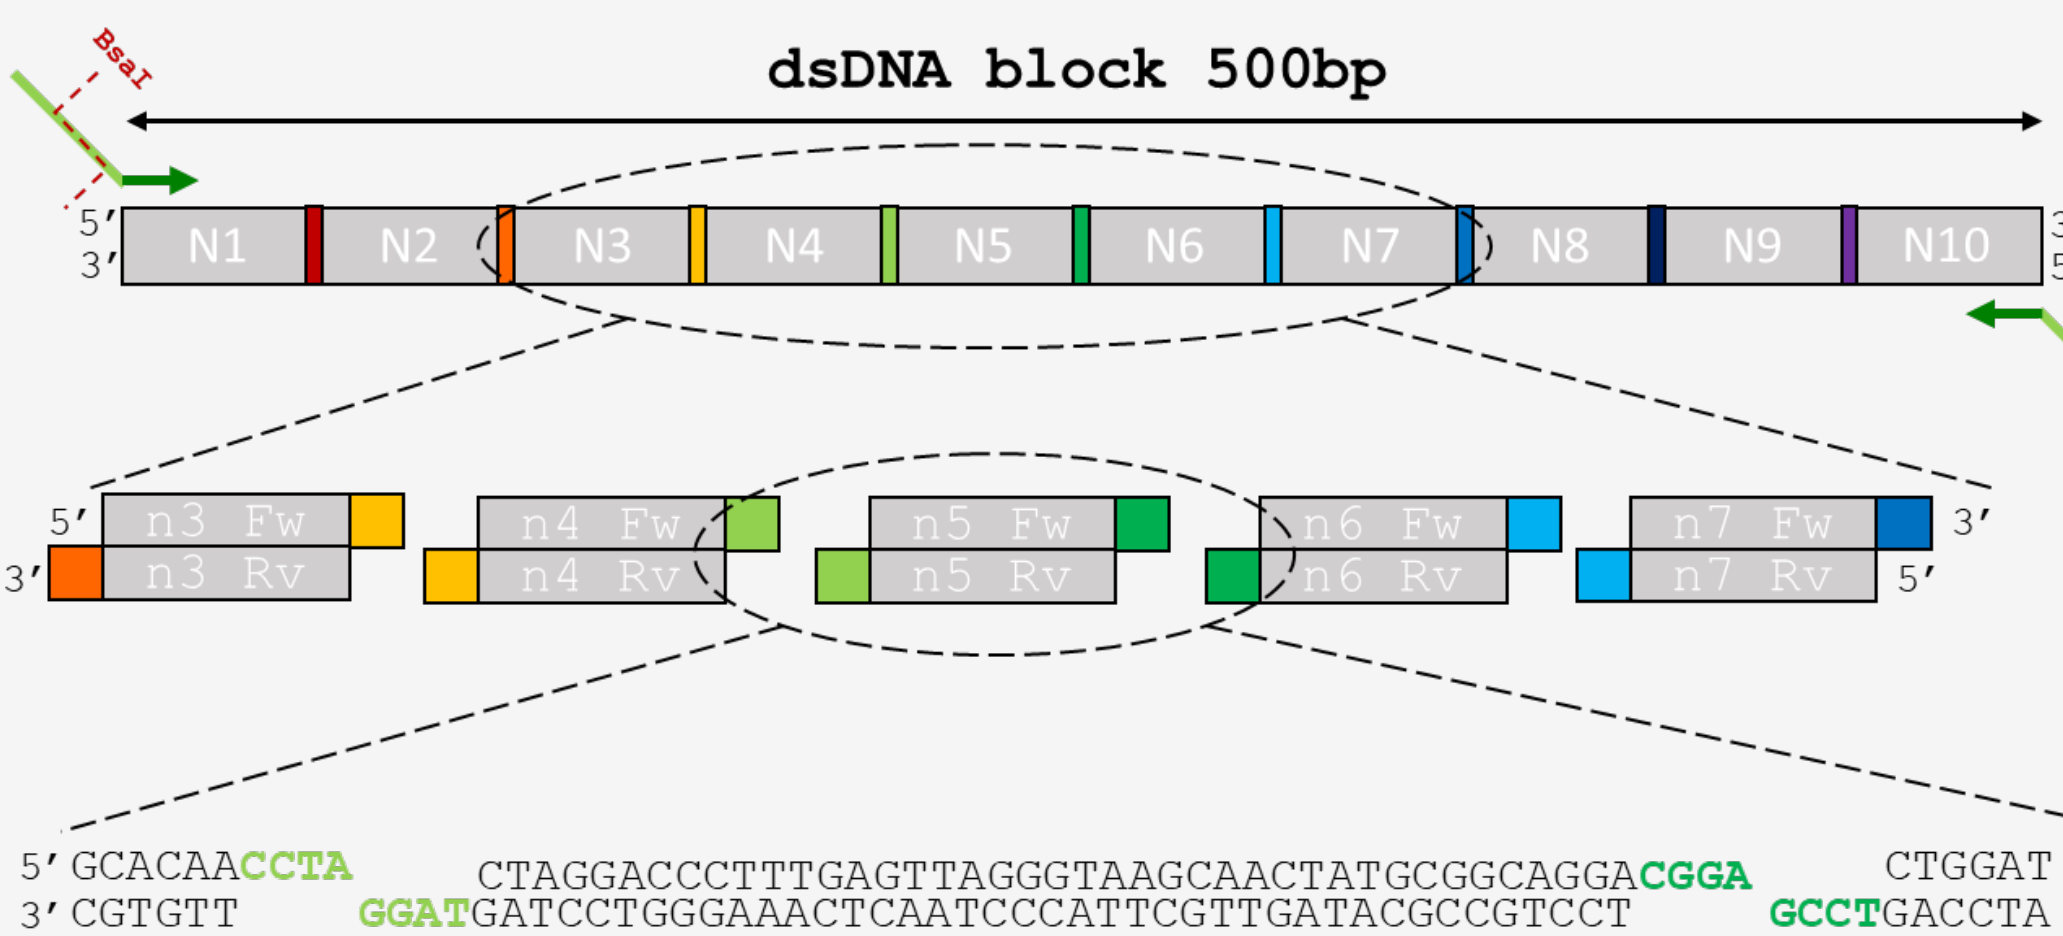 BsaI
dsDNA block 500bp
5’ N1 N2 N3 N4 N5 N6 N7 N8 N9 N10 3
3’ 5
5’ n3 Fw n4 Fw n5 Fw n6 Fw n7 Fw 3’
3’ n3 Rv n4 Rv n5 Rv n6 Rv n7 Rv 5’
5’ GCACAACCTA CTAGGACCCTTTGAGTTAGGGTAAGCAACTATGCGGCAGGACGGA CTGGAT
3’ CGTGTT GGATGATCCTGGGAAACTCAATCCCATTCGTTGATACGCCGTCCT GCCTGACCTA